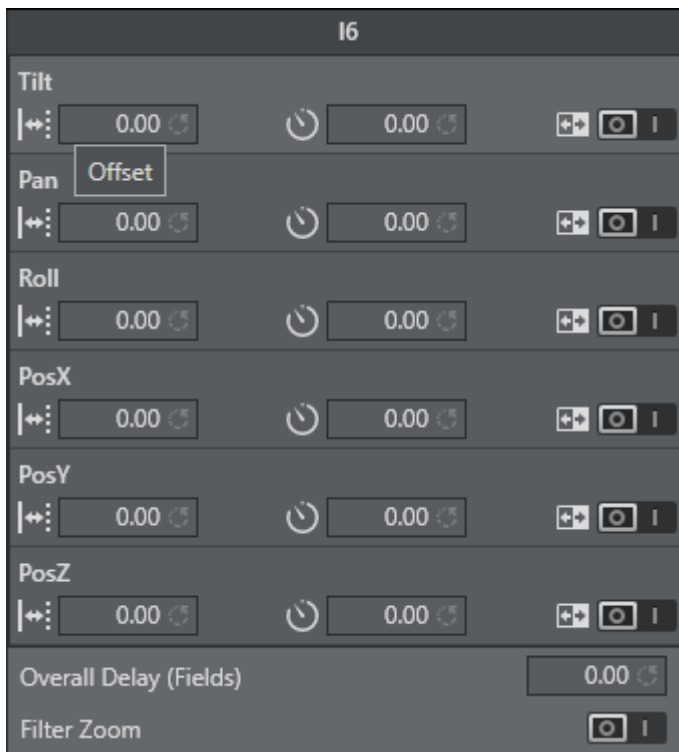 I6
Tilt
0.00 0.00 O I
Offset
Pan
0.00 0.00 O I
Roll
0.00 0.00 O I
PosX
0.00 0.00 O I
PosY
0.00 0.00 O I
PosZ
0.00 0.00 O I
Overall Delay (Fields) 0.00
Filter Zoom O I